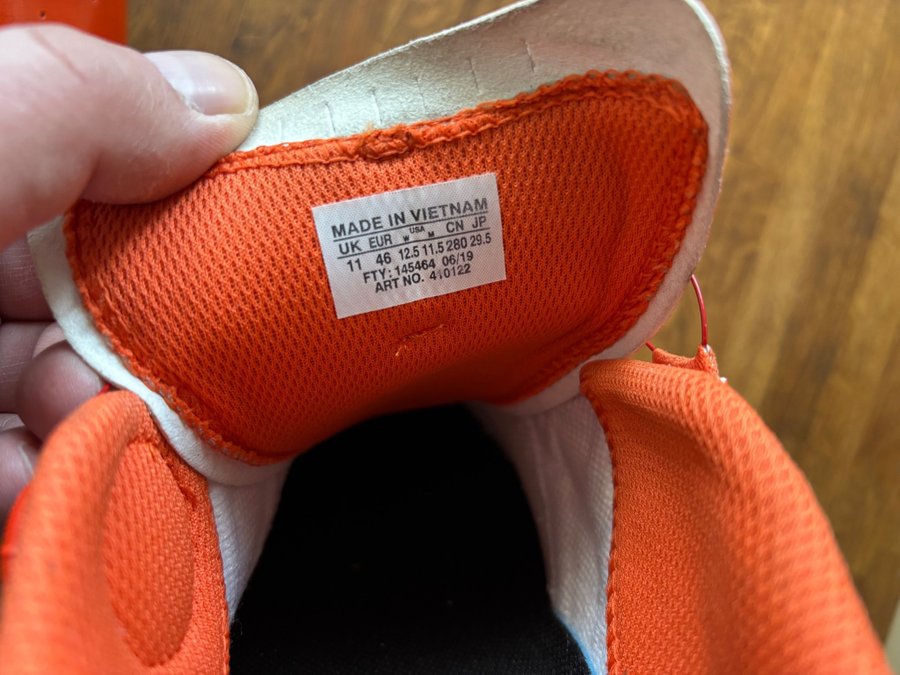 MADE IN VIETNAM
UK EUR W USA M CN JP
11 46 12.5 11.5 280 29.5
FTY: 145464 06/19
ART NO. 410122